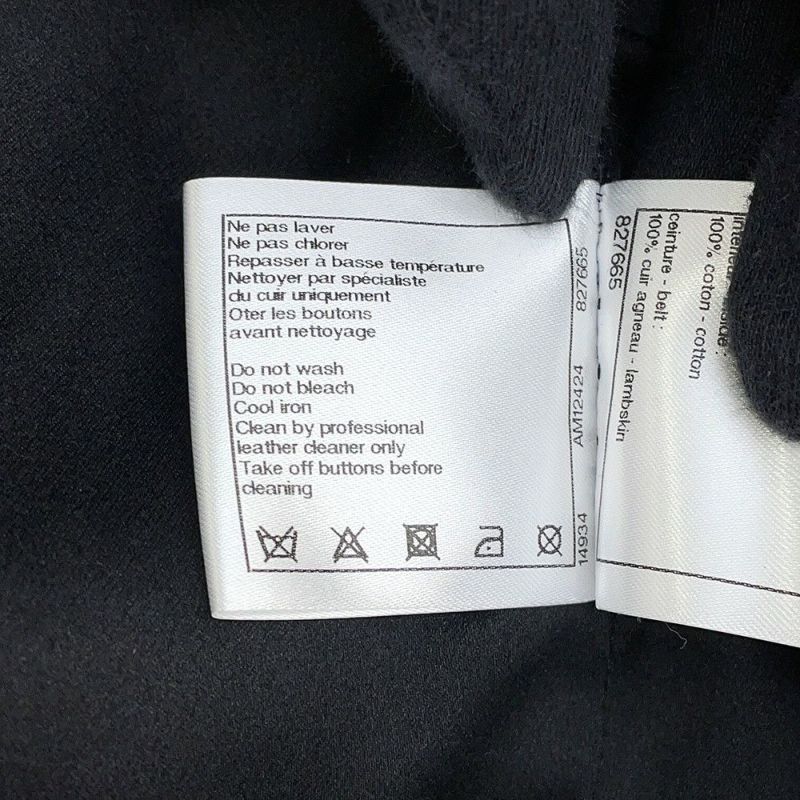 Ne pas laver
Ne pas chlorer
Repasser à basse température
Nettoyer par spécialiste
du cuir uniquement
Oter les boutons
avant nettoyage
Do not wash
Do not bleach
Cool iron
Clean by professional
leather cleaner only
Take off buttons before
cleaning
14934 AM12424 827665
827665
100% coton - cotton
ceinture - belt :
100% cuir agneau - lambskin